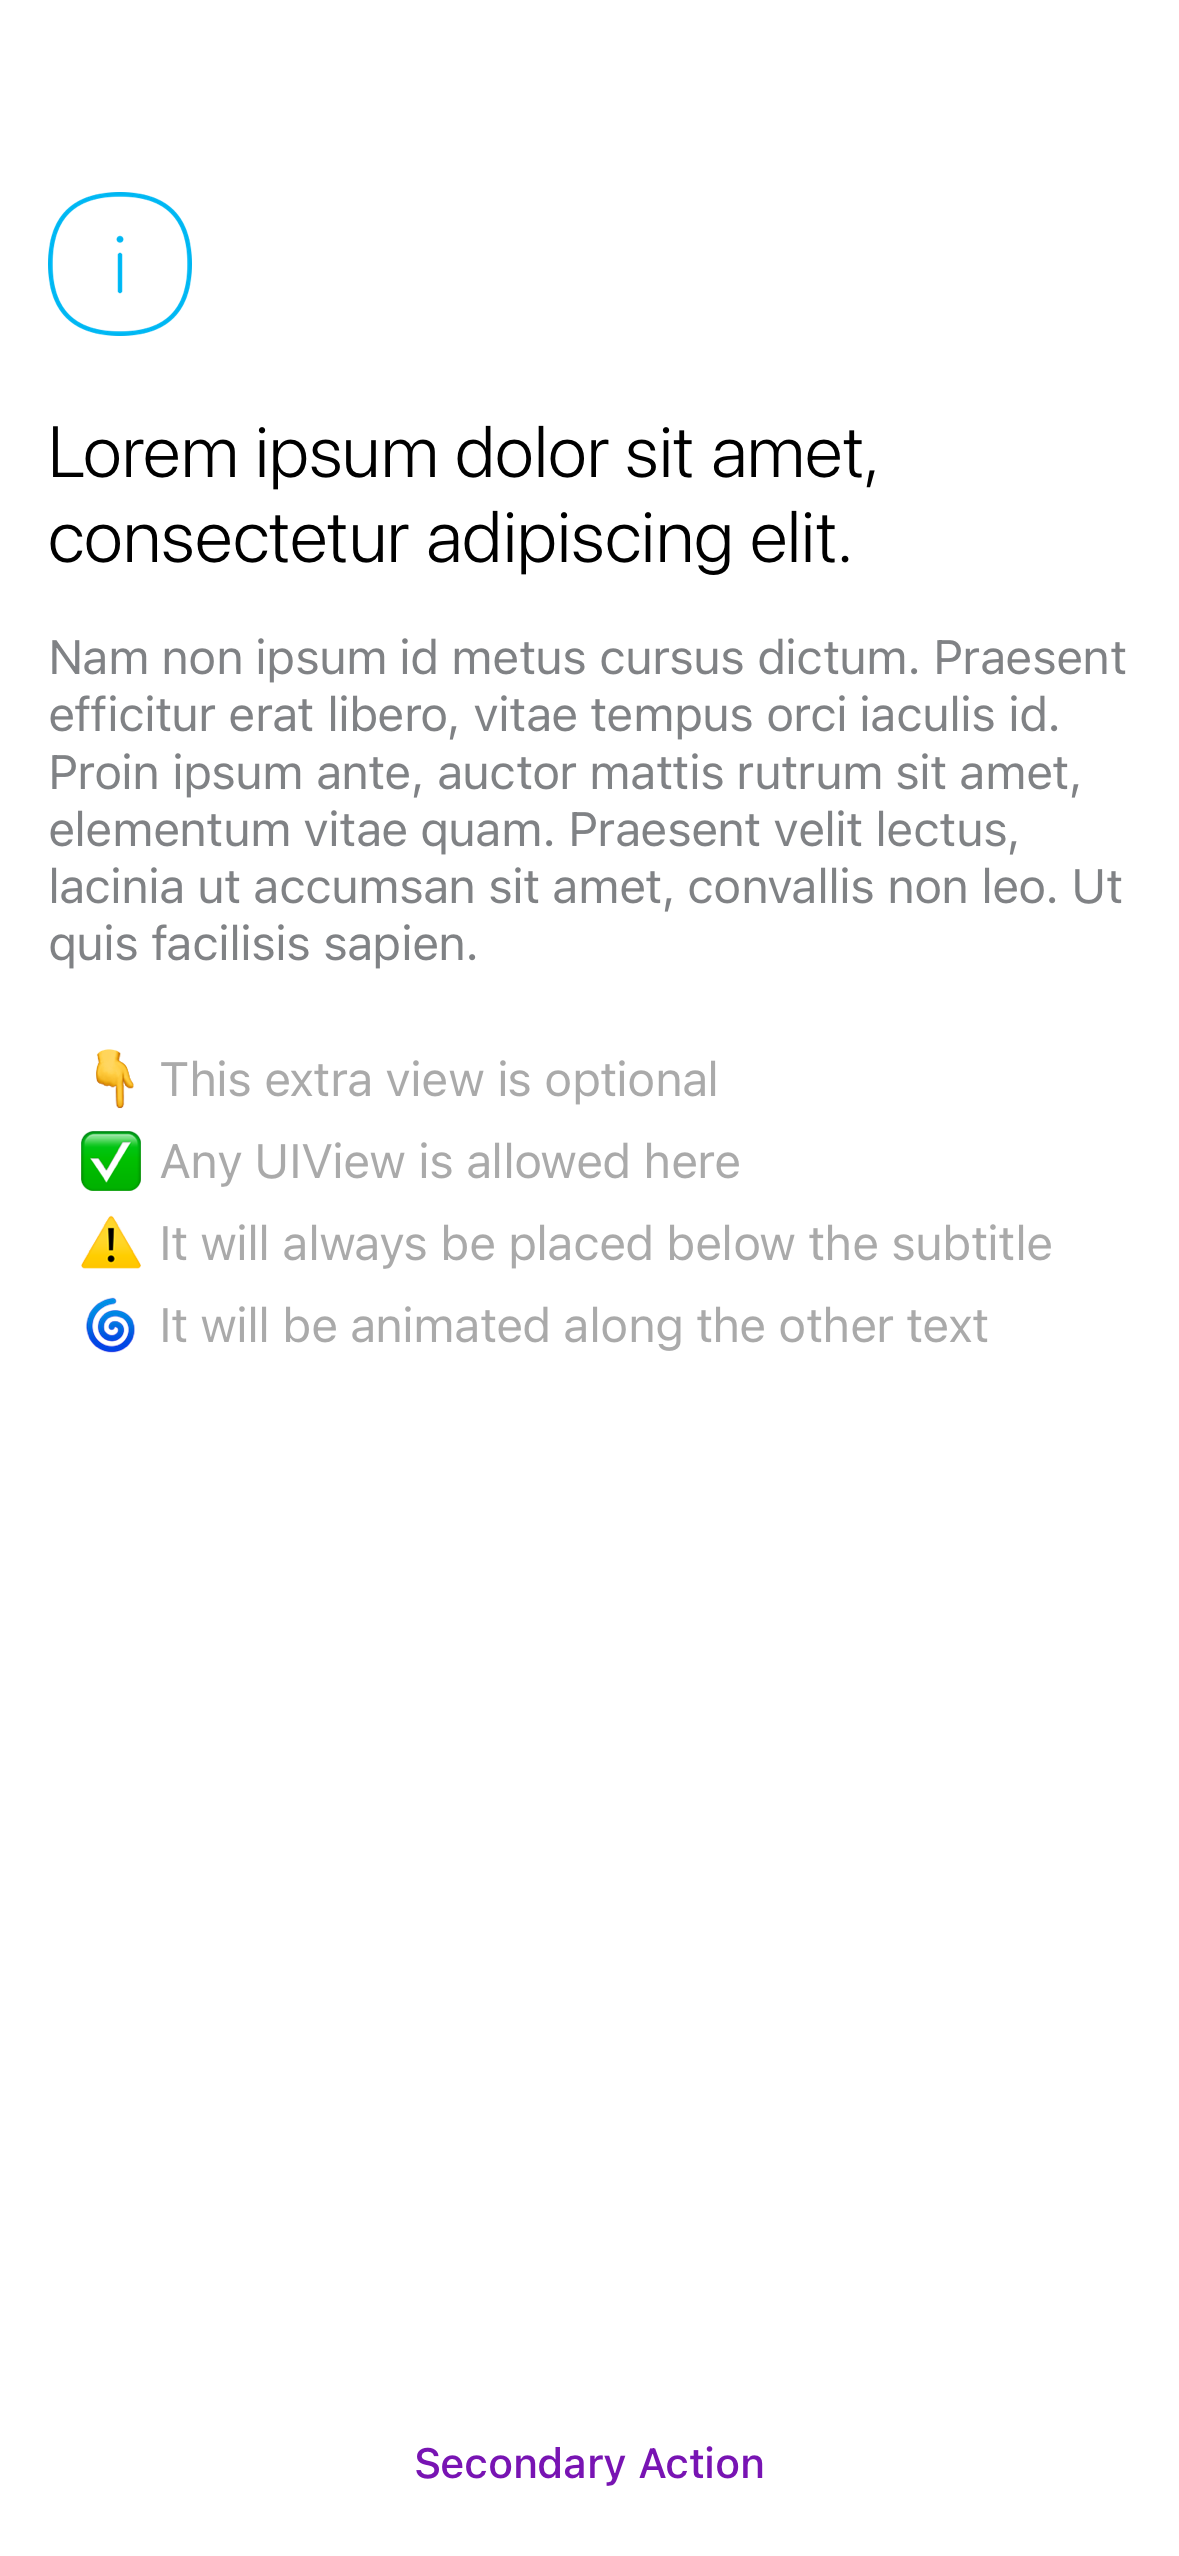 Lorem ipsum dolor sit amet,
consectetur adipiscing elit.
Nam non ipsum id metus cursus dictum. Praesent
efficitur erat libero, vitae tempus orci iaculis id.
Proin ipsum ante, auctor mattis rutrum sit amet,
elementum vitae quam. Praesent velit lectus,
lacinia ut accumsan sit amet, convallis non leo. Ut
quis facilisis sapien.
👇 This extra view is optional
✅ Any UIView is allowed here
⚠️ It will always be placed below the subtitle
🌀 It will be animated along the other text
Secondary Action